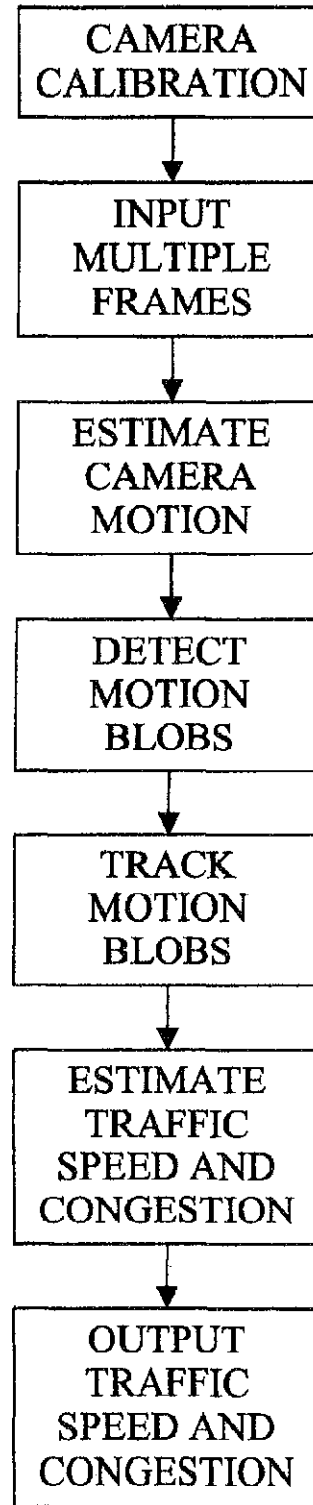 CAMERA
CALIBRATION
INPUT
MULTIPLE
FRAMES
ESTIMATE
CAMERA
MOTION
DETECT
MOTION
BLOBS
TRACK
MOTION
BLOBS
ESTIMATE
TRAFFIC
SPEED AND
CONGESTION
OUTPUT
TRAFFIC
SPEED AND
CONGESTION